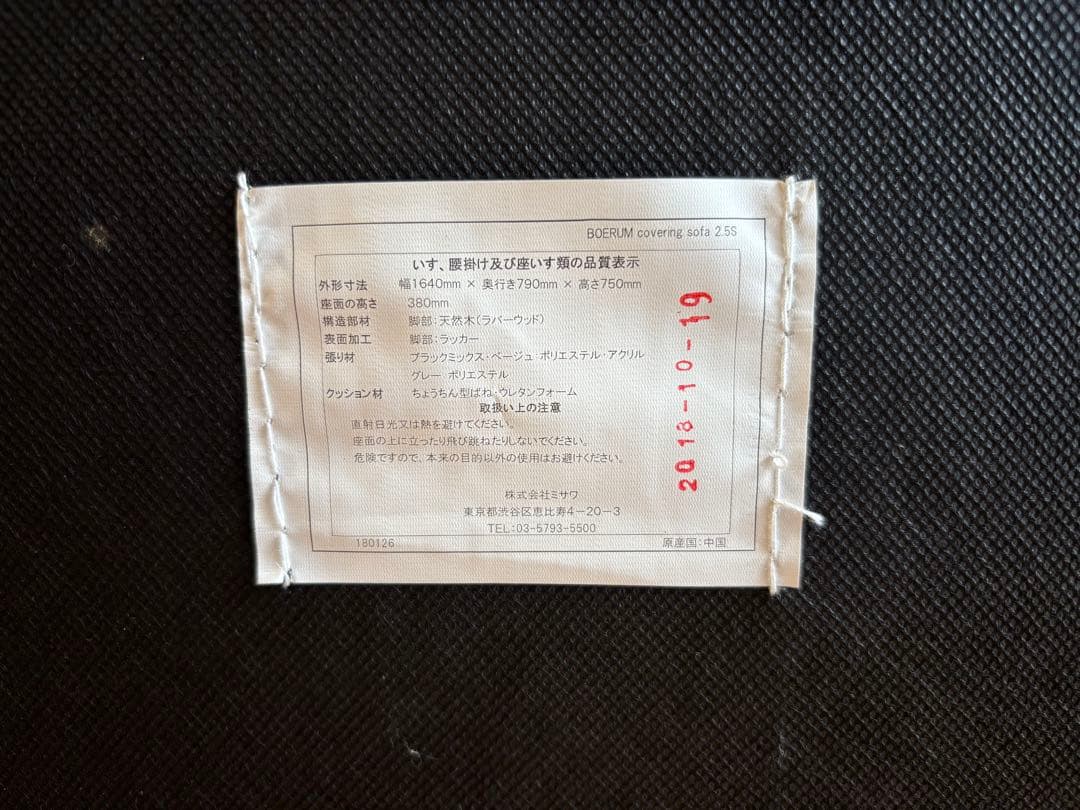 BOERUM covering sofa 2.5S
いす、腰掛け及び座いす類の品質表示
外形寸法 幅1640mm × 奥行き790mm × 高さ750mm
座面の高さ 380mm
構造部材 脚部:天然木(ラバーウッド)
表面加工 脚部:ラッカー
張り材 ブラックミックス・ベージュ ポリエステル・アクリル
グレー ポリエステル
クッション材 ちょうちん型ばね・ウレタンフォーム
取扱い上の注意
直射日光又は熱を避けてください。
座面の上に立ったり飛び跳ねたりしないでください。
危険ですので、本来の目的以外の使用はお避けください。
株式会社ミサワ
東京都渋谷区恵比寿4-20-3
TEL:03-5793-5500
180126 原産国:中国
2018-10-19